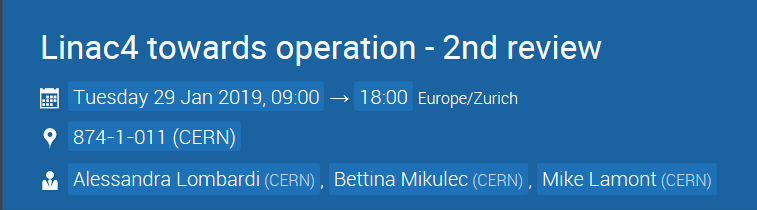 Linac4 towards operation - 2nd review
Tuesday 29 Jan 2019, 09:00 → 18:00 Europe/Zurich
874-1-011 (CERN)
Alessandra Lombardi (CERN) , Bettina Mikulec (CERN) , Mike Lamont (CERN)